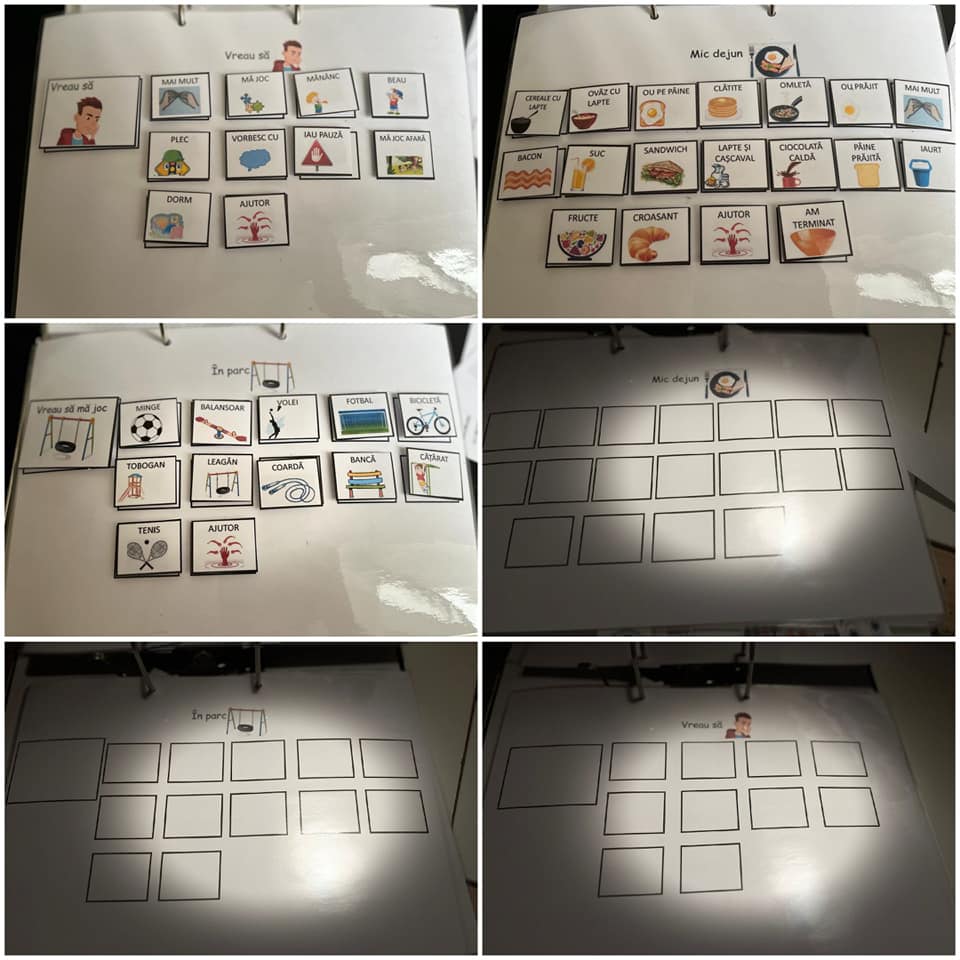 Vreau să
Vreau să
MAI MULT
MĂ JOC
MĂNÂNC
BEAU
PLEC
VORBESC CU
IAU PAUZĂ
MĂ JOC AFARĂ
DORM
AJUTOR
Mic dejun
CEREALE CU
LAPTE
OVĂZ CU
LAPTE
OU PE PÂINE
CLĂTITE
OMLETĂ
OU PRĂJIT
MAI MULT
BACON
SUC
SANDWICH
LAPTE ȘI
CAȘCAVAL
CIOCOLATĂ
CALDĂ
PÂINE
PRĂJITĂ
IAURT
FRUCTE
CROASANT
AJUTOR
AM
TERMINAT
În parc
Vreau să mă joc
MINGE
BALANSOAR
VOLEI
FOTBAL
BICICLETĂ
TOBOGAN
LEAGĂN
COARDĂ
BANCĂ
CĂȚĂRAT
TENIS
AJUTOR
Mic dejun
În parc
Vreau să